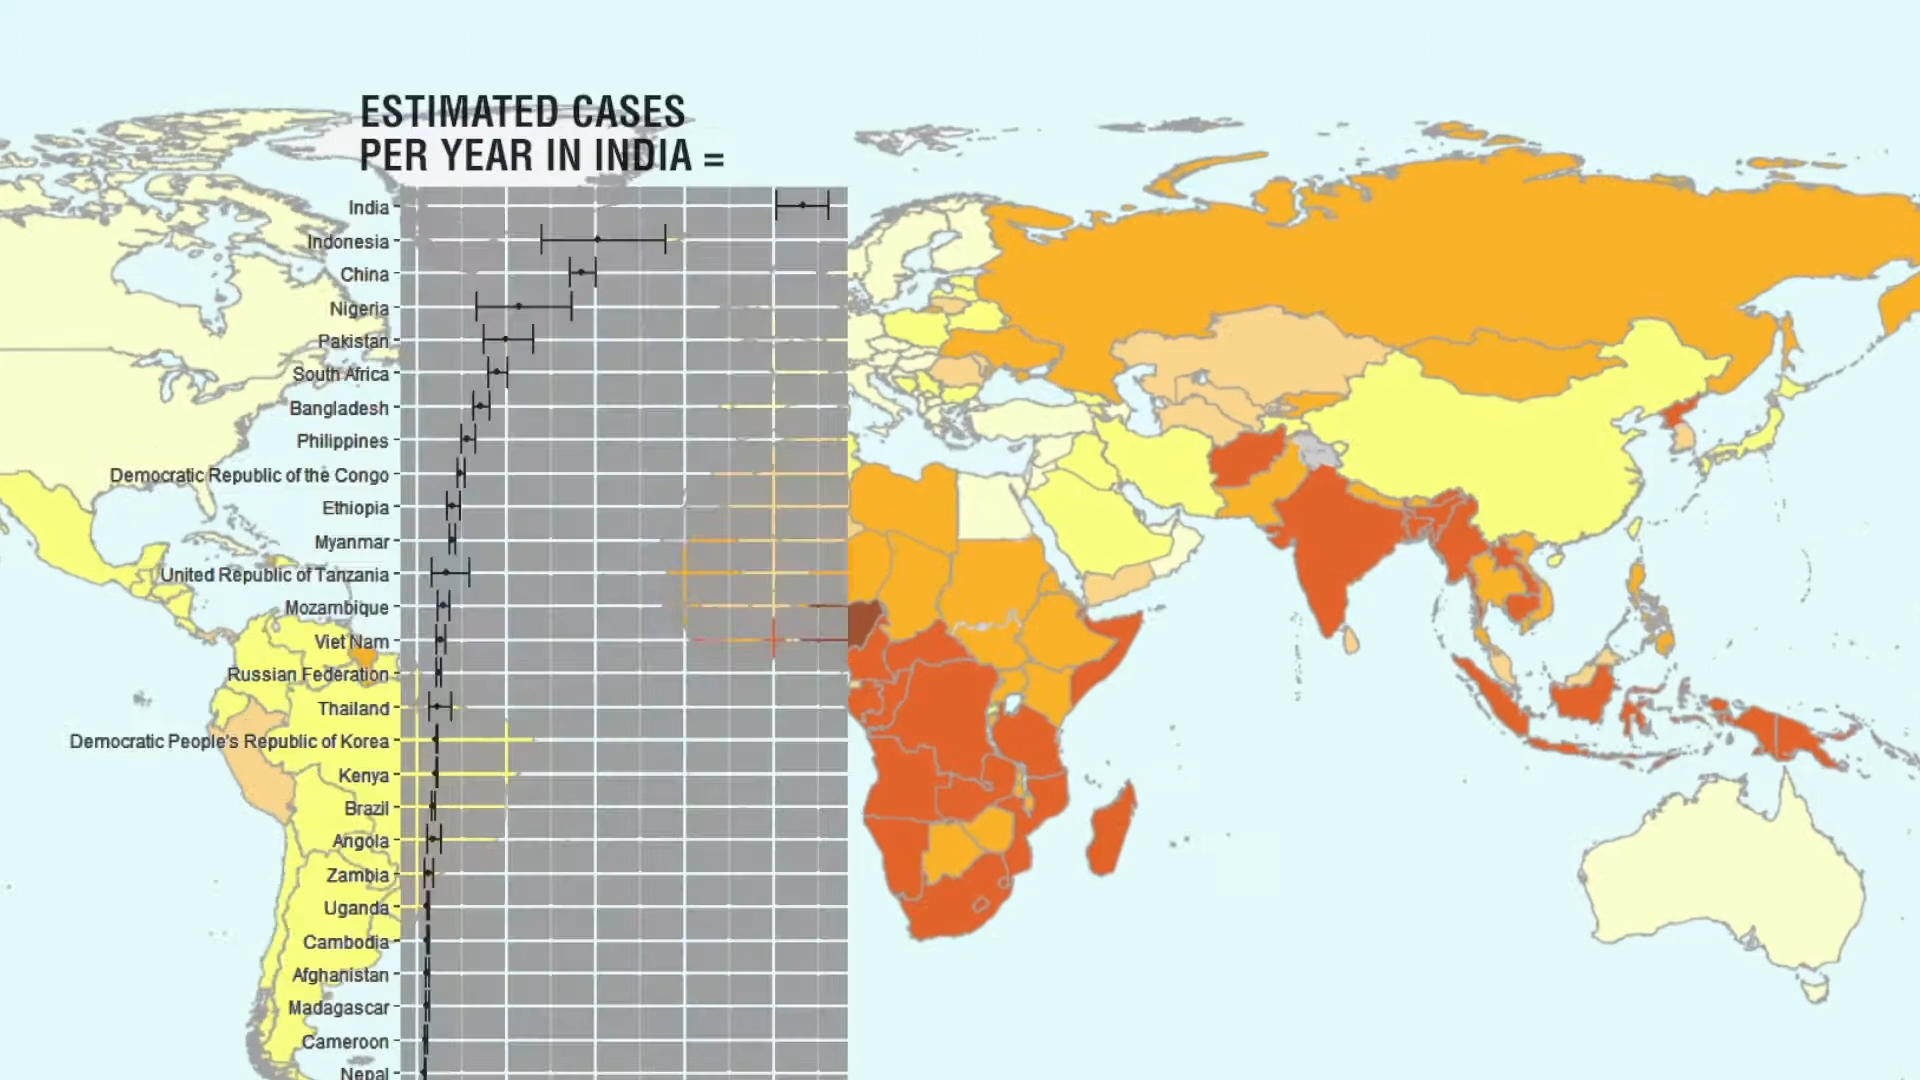 ESTIMATED CASES
PER YEAR IN INDIA =
India
Indonesia
China
Nigeria
Pakistan
South Africa
Bangladesh
Philippines
Democratic Republic of the Congo
Ethiopia
Myanmar
United Republic of Tanzania
Mozambique
Viet Nam
Russian Federation
Thailand
Democratic People's Republic of Korea
Kenya
Brazil
Angola
Zambia
Uganda
Cambodia
Afghanistan
Madagascar
Cameroon
Nepal